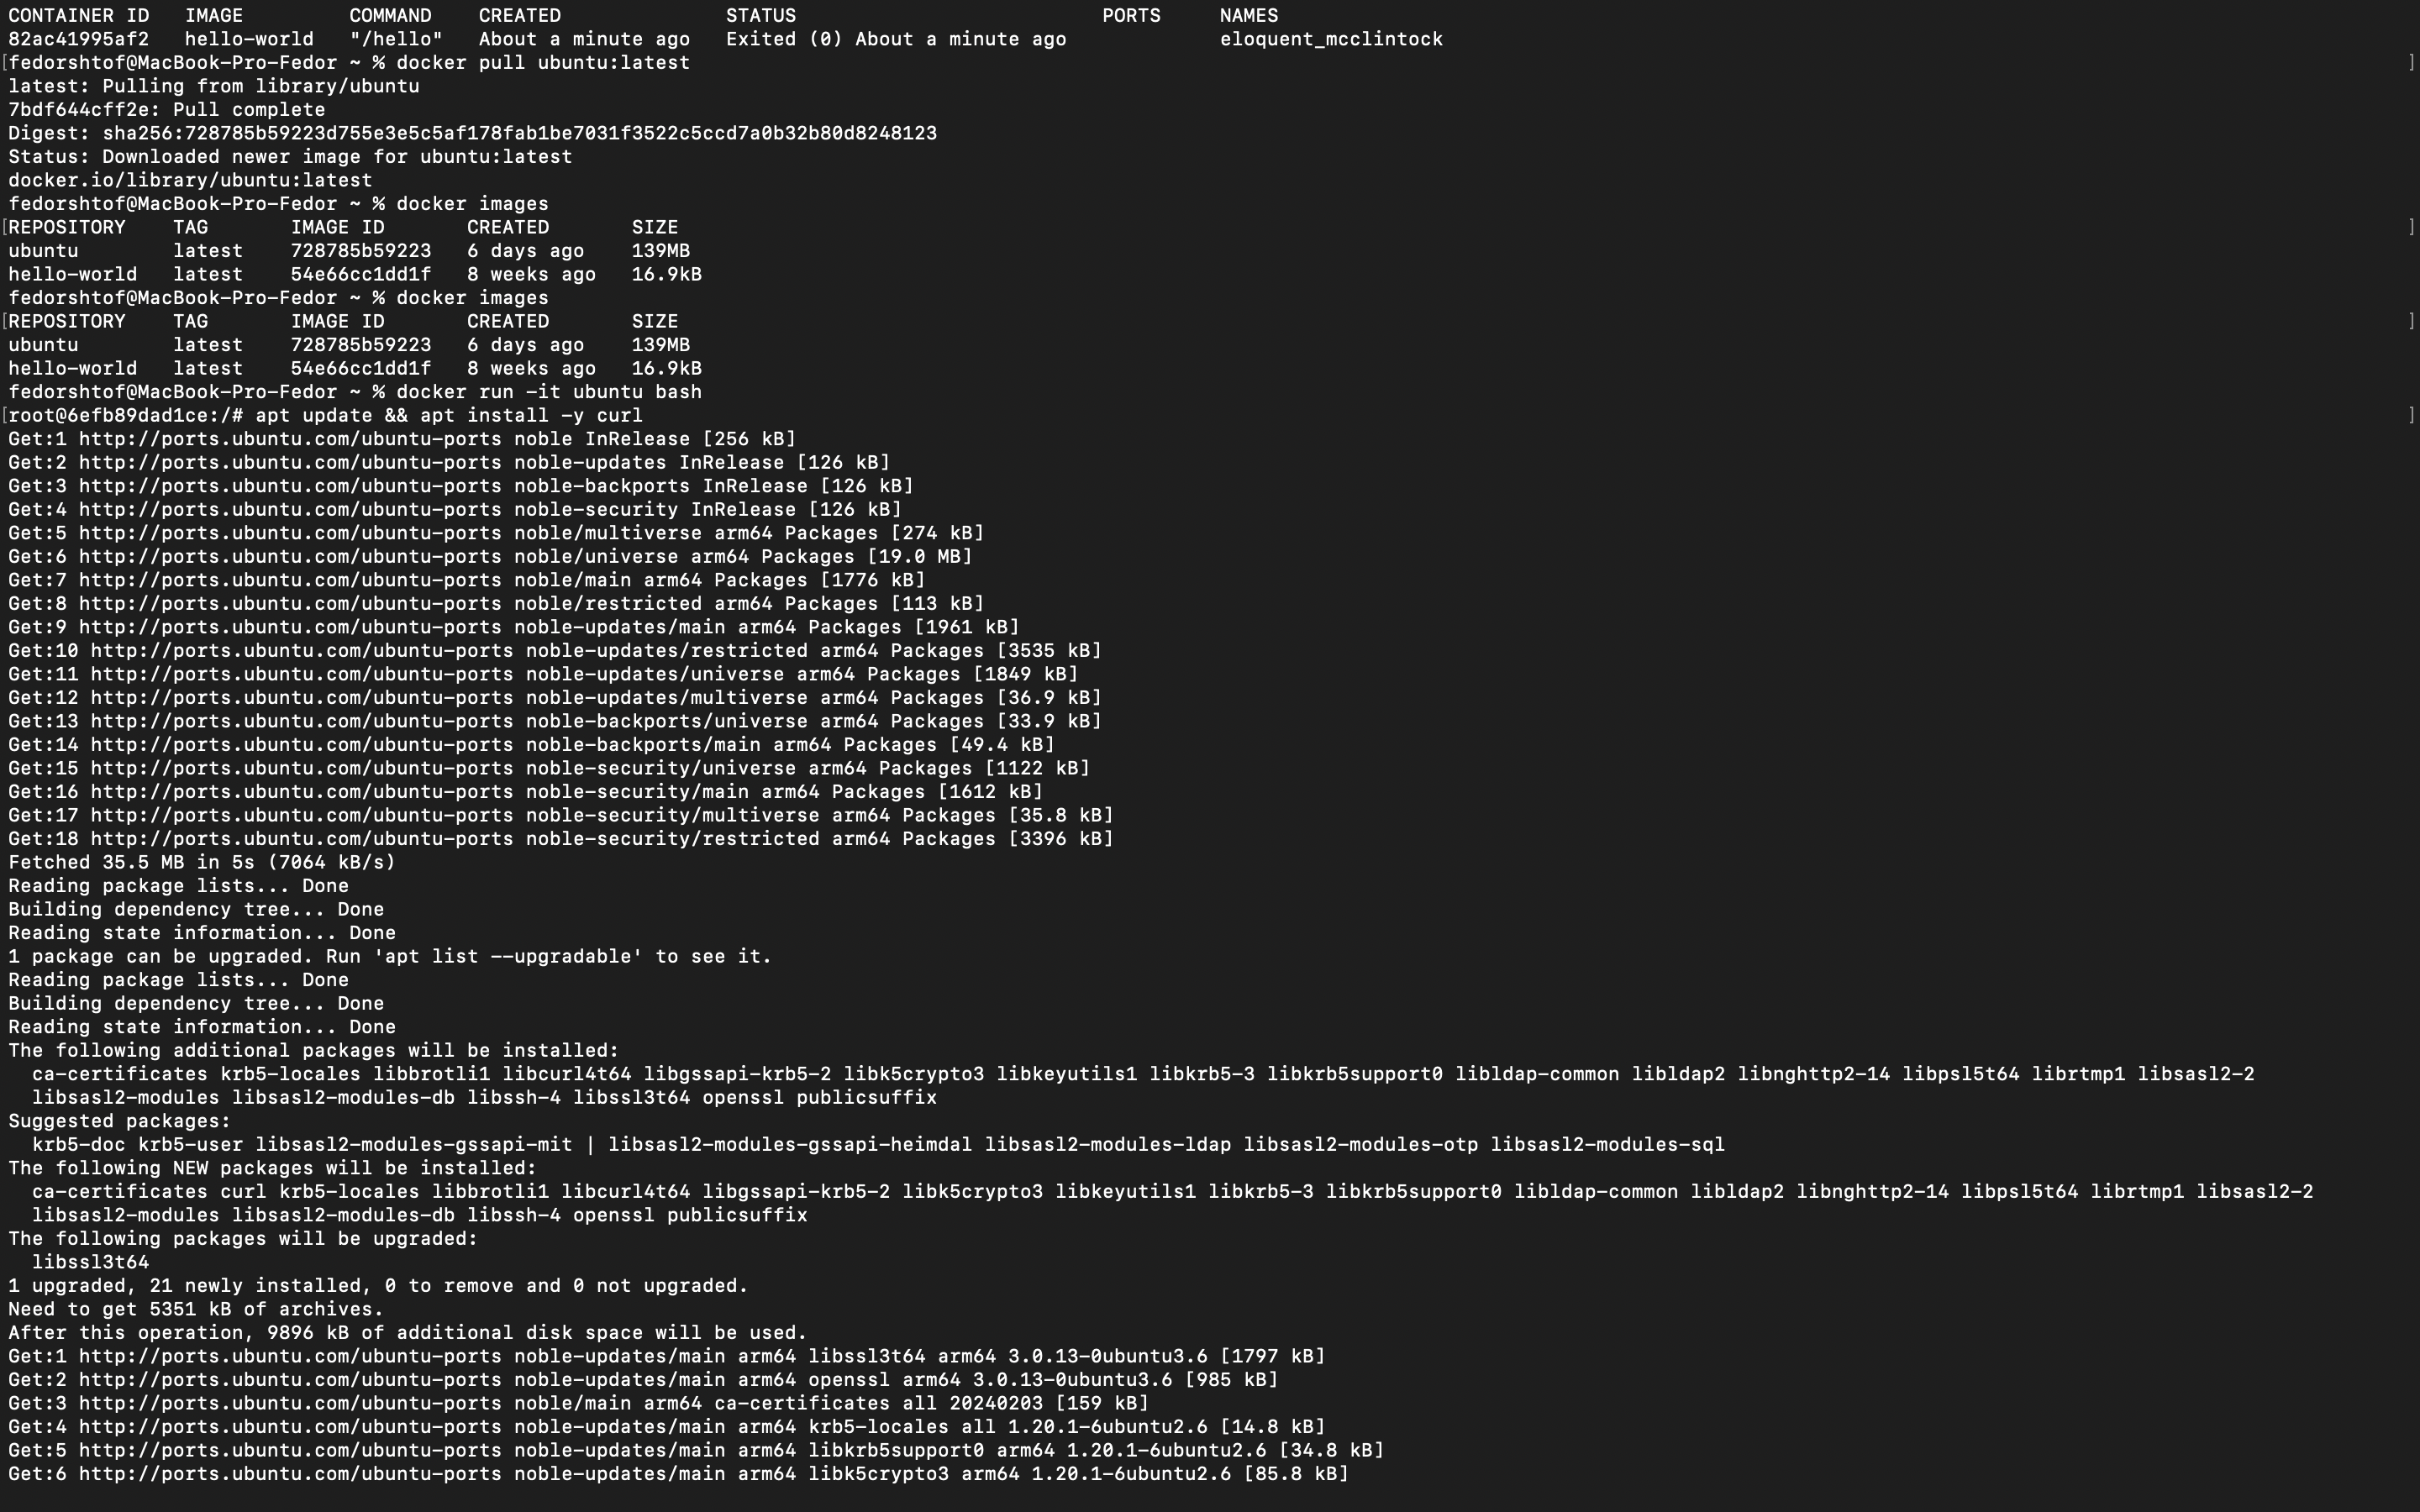 CONTAINER ID   IMAGE         COMMAND    CREATED              STATUS                          PORTS     NAMES
82ac41995af2   hello-world   "/hello"   About a minute ago   Exited (0) About a minute ago             eloquent_mcclintock
[fedorshtof@MacBook-Pro-Fedor ~ % docker pull ubuntu:latest ]
latest: Pulling from library/ubuntu
7bdf644cff2e: Pull complete
Digest: sha256:728785b59223d755e3e5c5af178fab1be7031f3522c5ccd7a0b32b80d8248123
Status: Downloaded newer image for ubuntu:latest
docker.io/library/ubuntu:latest
fedorshtof@MacBook-Pro-Fedor ~ % docker images
[REPOSITORY    TAG       IMAGE ID       CREATED       SIZE ]
ubuntu        latest    728785b59223   6 days ago    139MB
hello-world   latest    54e66cc1dd1f   8 weeks ago   16.9kB
fedorshtof@MacBook-Pro-Fedor ~ % docker images
[REPOSITORY    TAG       IMAGE ID       CREATED       SIZE ]
ubuntu        latest    728785b59223   6 days ago    139MB
hello-world   latest    54e66cc1dd1f   8 weeks ago   16.9kB
fedorshtof@MacBook-Pro-Fedor ~ % docker run -it ubuntu bash
[root@6efb89dad1ce:/# apt update && apt install -y curl ]
Get:1 http://ports.ubuntu.com/ubuntu-ports noble InRelease [256 kB]
Get:2 http://ports.ubuntu.com/ubuntu-ports noble-updates InRelease [126 kB]
Get:3 http://ports.ubuntu.com/ubuntu-ports noble-backports InRelease [126 kB]
Get:4 http://ports.ubuntu.com/ubuntu-ports noble-security InRelease [126 kB]
Get:5 http://ports.ubuntu.com/ubuntu-ports noble/multiverse arm64 Packages [274 kB]
Get:6 http://ports.ubuntu.com/ubuntu-ports noble/universe arm64 Packages [19.0 MB]
Get:7 http://ports.ubuntu.com/ubuntu-ports noble/main arm64 Packages [1776 kB]
Get:8 http://ports.ubuntu.com/ubuntu-ports noble/restricted arm64 Packages [113 kB]
Get:9 http://ports.ubuntu.com/ubuntu-ports noble-updates/main arm64 Packages [1961 kB]
Get:10 http://ports.ubuntu.com/ubuntu-ports noble-updates/restricted arm64 Packages [3535 kB]
Get:11 http://ports.ubuntu.com/ubuntu-ports noble-updates/universe arm64 Packages [1849 kB]
Get:12 http://ports.ubuntu.com/ubuntu-ports noble-updates/multiverse arm64 Packages [36.9 kB]
Get:13 http://ports.ubuntu.com/ubuntu-ports noble-backports/universe arm64 Packages [33.9 kB]
Get:14 http://ports.ubuntu.com/ubuntu-ports noble-backports/main arm64 Packages [49.4 kB]
Get:15 http://ports.ubuntu.com/ubuntu-ports noble-security/universe arm64 Packages [1122 kB]
Get:16 http://ports.ubuntu.com/ubuntu-ports noble-security/main arm64 Packages [1612 kB]
Get:17 http://ports.ubuntu.com/ubuntu-ports noble-security/multiverse arm64 Packages [35.8 kB]
Get:18 http://ports.ubuntu.com/ubuntu-ports noble-security/restricted arm64 Packages [3396 kB]
Fetched 35.5 MB in 5s (7064 kB/s)
Reading package lists... Done
Building dependency tree... Done
Reading state information... Done
1 package can be upgraded. Run 'apt list --upgradable' to see it.
Reading package lists... Done
Building dependency tree... Done
Reading state information... Done
The following additional packages will be installed:
  ca-certificates krb5-locales libbrotli1 libcurl4t64 libgssapi-krb5-2 libk5crypto3 libkeyutils1 libkrb5-3 libkrb5support0 libldap-common libldap2 libnghttp2-14 libpsl5t64 librtmp1 libsasl2-2
  libsasl2-modules libsasl2-modules-db libssh-4 libssl3t64 openssl publicsuffix
Suggested packages:
  krb5-doc krb5-user libsasl2-modules-gssapi-mit | libsasl2-modules-gssapi-heimdal libsasl2-modules-ldap libsasl2-modules-otp libsasl2-modules-sql
The following NEW packages will be installed:
  ca-certificates curl krb5-locales libbrotli1 libcurl4t64 libgssapi-krb5-2 libk5crypto3 libkeyutils1 libkrb5-3 libkrb5support0 libldap-common libldap2 libnghttp2-14 libpsl5t64 librtmp1 libsasl2-2
  libsasl2-modules libsasl2-modules-db libssh-4 openssl publicsuffix
The following packages will be upgraded:
  libssl3t64
1 upgraded, 21 newly installed, 0 to remove and 0 not upgraded.
Need to get 5351 kB of archives.
After this operation, 9896 kB of additional disk space will be used.
Get:1 http://ports.ubuntu.com/ubuntu-ports noble-updates/main arm64 libssl3t64 arm64 3.0.13-0ubuntu3.6 [1797 kB]
Get:2 http://ports.ubuntu.com/ubuntu-ports noble-updates/main arm64 openssl arm64 3.0.13-0ubuntu3.6 [985 kB]
Get:3 http://ports.ubuntu.com/ubuntu-ports noble/main arm64 ca-certificates all 20240203 [159 kB]
Get:4 http://ports.ubuntu.com/ubuntu-ports noble-updates/main arm64 krb5-locales all 1.20.1-6ubuntu2.6 [14.8 kB]
Get:5 http://ports.ubuntu.com/ubuntu-ports noble-updates/main arm64 libkrb5support0 arm64 1.20.1-6ubuntu2.6 [34.8 kB]
Get:6 http://ports.ubuntu.com/ubuntu-ports noble-updates/main arm64 libk5crypto3 arm64 1.20.1-6ubuntu2.6 [85.8 kB]